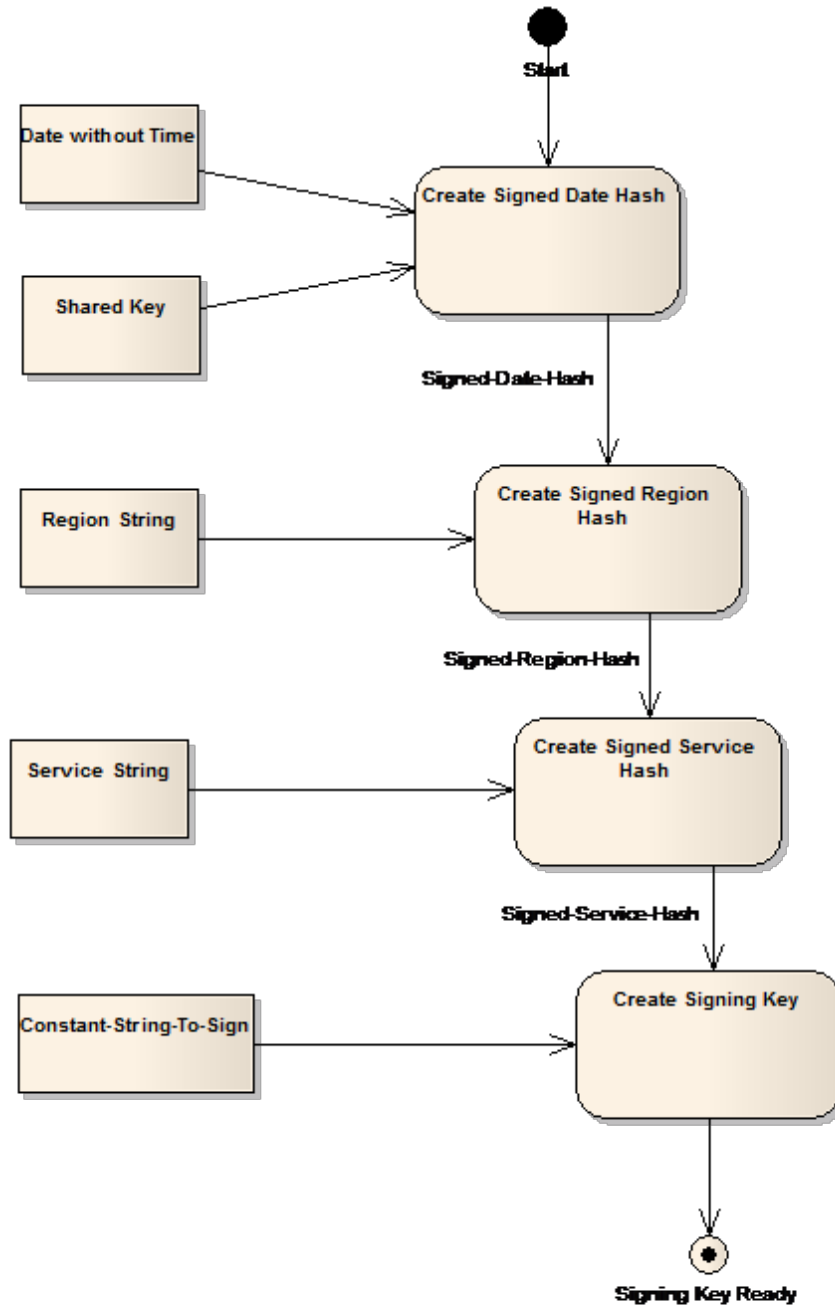 Start
Date without Time
Create Signed Date Hash
Shared Key
Signed-Date-Hash
Create Signed Region
Hash
Region String
Signed-Region-Hash
Create Signed Service
Hash
Service String
Signed-Service-Hash
Create Signing Key
Constant-String-To-Sign
Signing Key Ready